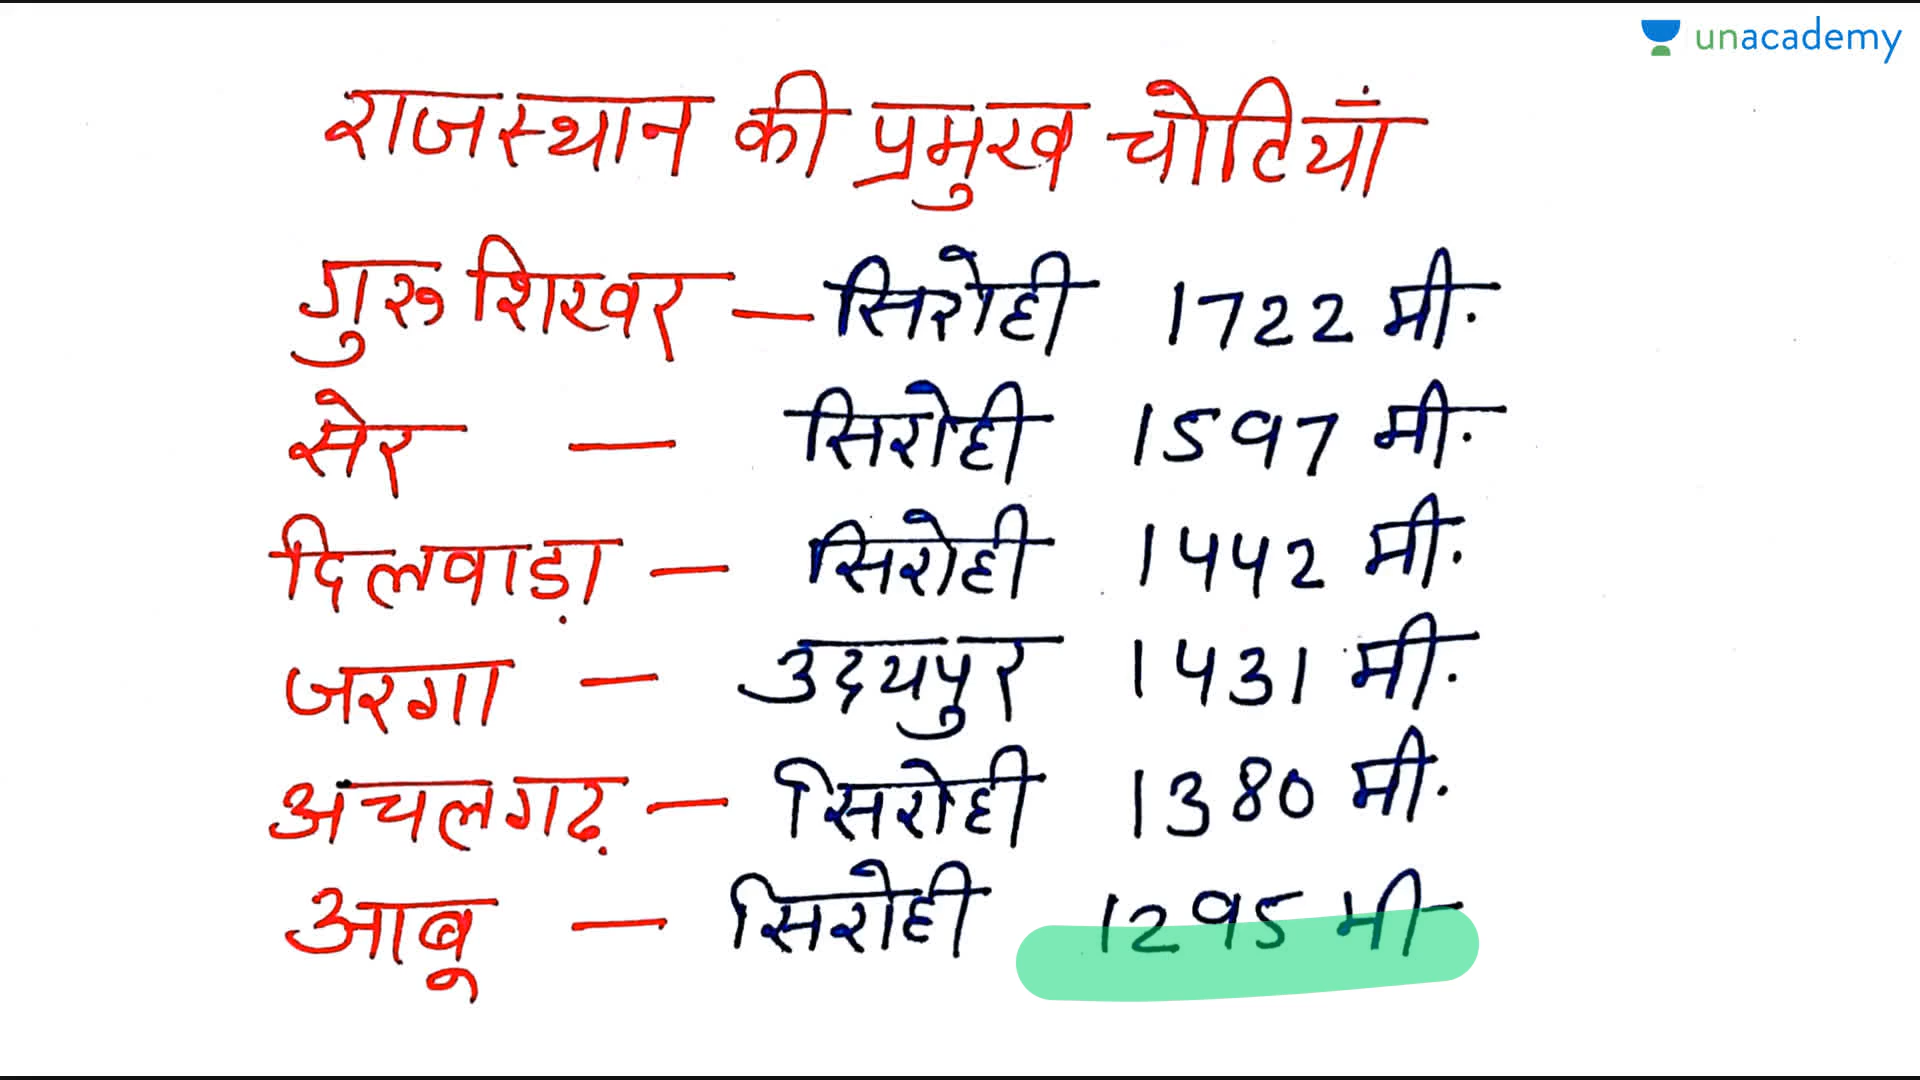 unacademy
राजस्थान की प्रमुख चोटियाँ
गुरु शिखर — सिरोही 1722 मी.
सेर — सिरोही 1597 मी.
दिलवाड़ा — सिरोही 1442 मी.
जरगा — उदयपुर 1431 मी.
अचलगढ़ — सिरोही 1380 मी.
आबू — सिरोही 1295 मी